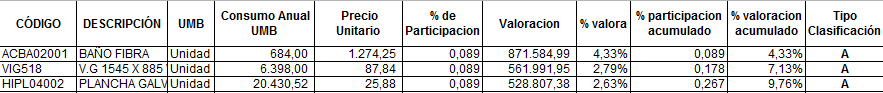 CÓDIGO DESCRIPCIÓN UMB Consumo Anual UMB Precio Unitario % de Participacion Valoracion % valora % participacion acumulado % valoracion acumulado Tipo Clasificación
ACBA02001 BAÑO FIBRA Unidad 684,00 1.274,25 0,089 871.584,99 4,33% 0,089 4,33% A
VIG518 V.G 1545 X 885 Unidad 6.398,00 87,84 0,089 561.991,95 2,79% 0,178 7,13% A
HIPL04002 PLANCHA GALV Unidad 20.430,52 25,88 0,089 528.807,38 2,63% 0,267 9,76% A